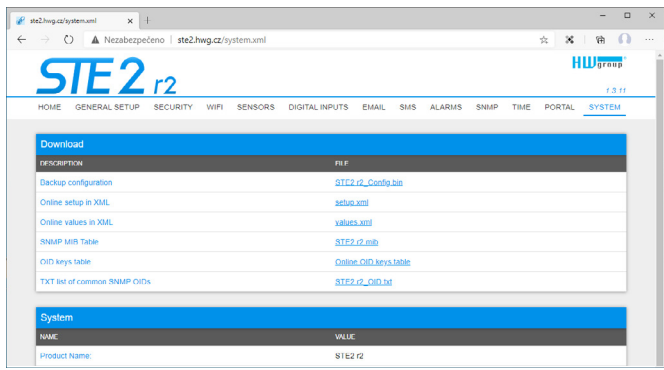 ste2.hwg.cz/system.xml
Nezabezpečeno | ste2.hwg.cz/system.xml
STE2 r2
HW group
1.3.11
HOME GENERAL SETUP SECURITY WIFI SENSORS DIGITAL INPUTS EMAIL SMS ALARMS SNMP TIME PORTAL SYSTEM
Download
DESCRIPTION FILE
Backup configuration STE2 r2_Config.bin
Online setup in XML setup.xml
Online values in XML values.xml
SNMP MIB Table STE2 r2.mib
OID keys table Online OID keys table
TXT list of common SNMP OIDs STE2 r2_OID.txt
System
NAME VALUE
Product Name: STE2 r2